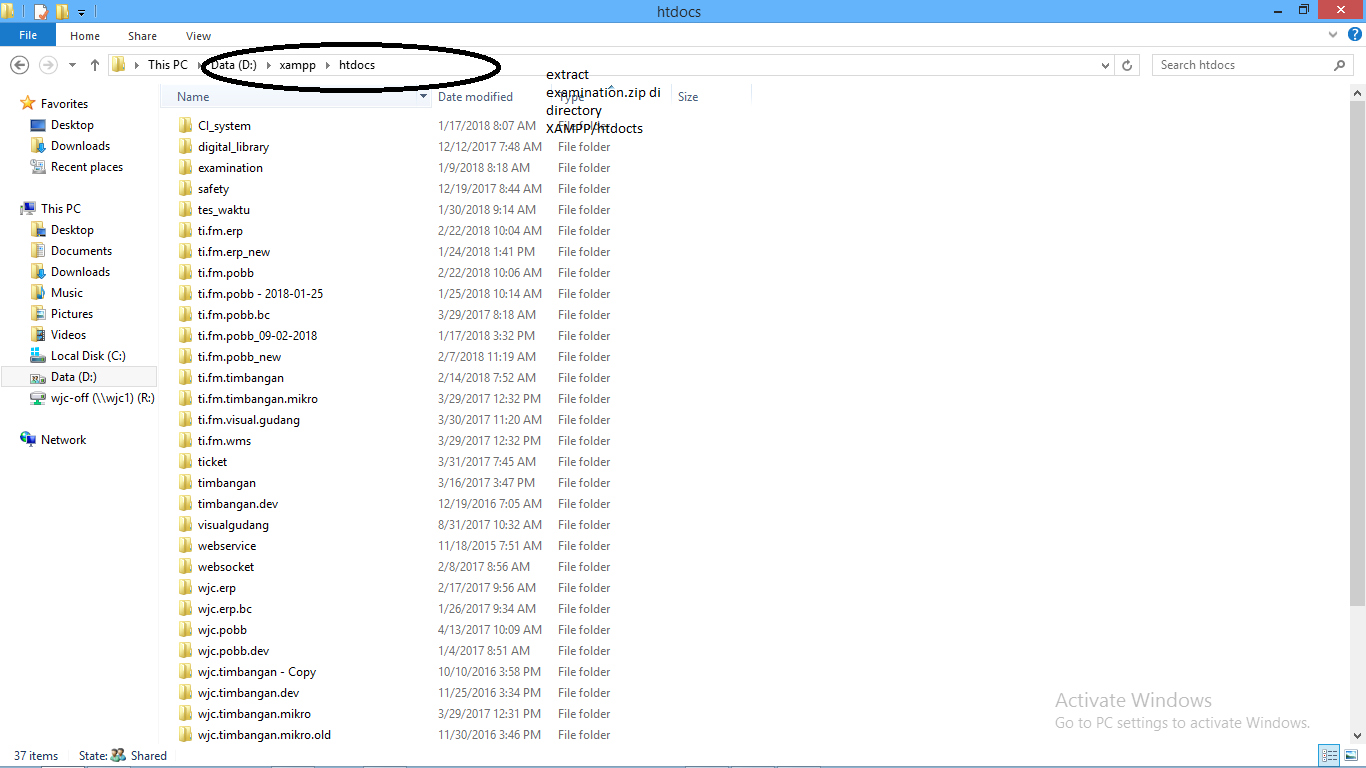 htdocs
File Home Share View
This PC Data (D:) xampp htdocs
Search htdocs
extract
examination.zip di
directory
XAMPP/htdocts
Name Date modified Type Size
CI_system 1/17/2018 8:07 AM File folder
digital_library 12/12/2017 7:48 AM File folder
examination 1/9/2018 8:18 AM File folder
safety 12/19/2017 8:44 AM File folder
tes_waktu 1/30/2018 9:14 AM File folder
ti.fm.erp 2/22/2018 10:04 AM File folder
ti.fm.erp_new 1/24/2018 1:41 PM File folder
ti.fm.pobb 2/22/2018 10:06 AM File folder
ti.fm.pobb - 2018-01-25 1/25/2018 10:14 AM File folder
ti.fm.pobb.bc 3/29/2017 8:18 AM File folder
ti.fm.pobb_09-02-2018 1/17/2018 3:32 PM File folder
ti.fm.pobb_new 2/7/2018 11:19 AM File folder
ti.fm.timbangan 2/14/2018 7:52 AM File folder
ti.fm.timbangan.mikro 3/29/2017 12:32 PM File folder
ti.fm.visual.gudang 3/30/2017 11:20 AM File folder
ti.fm.wms 3/29/2017 12:32 PM File folder
ticket 3/31/2017 7:45 AM File folder
timbangan 3/16/2017 3:47 PM File folder
timbangan.dev 12/19/2016 7:05 AM File folder
visualgudang 8/31/2017 10:32 AM File folder
webservice 11/18/2015 7:51 AM File folder
websocket 2/8/2017 8:56 AM File folder
wjc.erp 2/17/2017 9:56 AM File folder
wjc.erp.bc 1/26/2017 9:34 AM File folder
wjc.pobb 4/13/2017 10:09 AM File folder
wjc.pobb.dev 1/4/2017 8:51 AM File folder
wjc.timbangan - Copy 10/10/2016 3:58 PM File folder
wjc.timbangan.dev 11/25/2016 3:34 PM File folder
wjc.timbangan.mikro 3/29/2017 12:31 PM File folder
wjc.timbangan.mikro.old 11/30/2016 3:46 PM File folder
Favorites
Desktop
Downloads
Recent places
This PC
Desktop
Documents
Downloads
Music
Pictures
Videos
Local Disk (C:)
Data (D:)
wjc-off (\\wjc1) (R:)
Network
Activate Windows
Go to PC settings to activate Windows.
37 items State: Shared